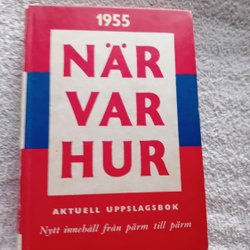 1955
NÄR
VAR
HUR
AKTUELL UPPSLAGSBOK
Nytt innehåll från pärm till pärm